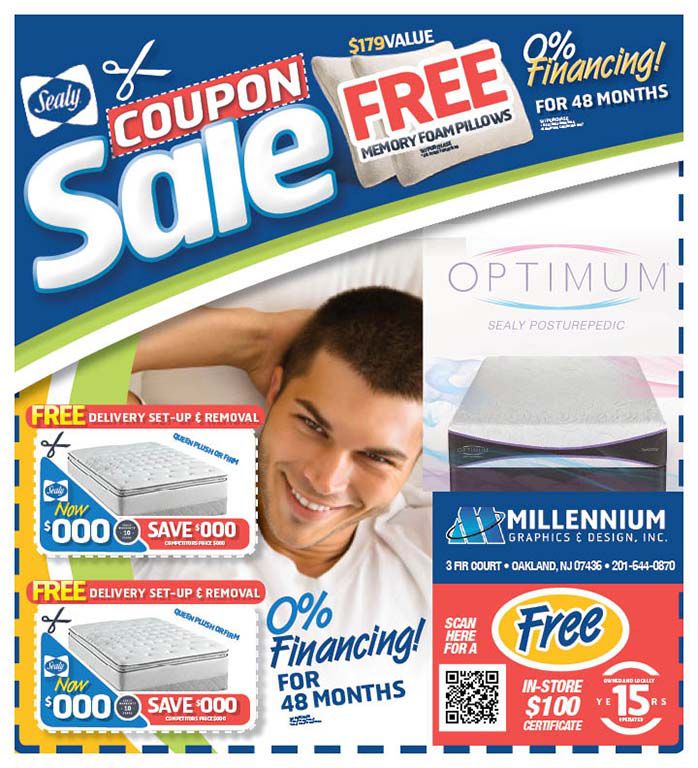 Sealy
COUPON
Sale
$179VALUE
FREE
MEMORY FOAM PILLOWS
0%
Financing!
FOR 48 MONTHS
OPTIMUM
SEALY POSTUREPEDIC
OPTIMUM
FREE DELIVERY SET-UP & REMOVAL
QUEEN PLUSH OR FIRM
Sealy
Now
$000
10
SAVE $000
COMPETITORS PRICE $000
FREE DELIVERY SET-UP & REMOVAL
QUEEN PLUSH OR FIRM
Sealy
Now
$000
10
SAVE $000
COMPETITORS PRICE $000
0%
Financing!
FOR
48 MONTHS
M MILLENNIUM
GRAPHICS & DESIGN, INC.
3 FIR COURT • OAKLAND, NJ 07436 • 201-644-0870
SCAN
HERE
FOR A
Free
IN-STORE
$100
CERTIFICATE
OWNED AND LOCALLY
YE15RS
OPERATED